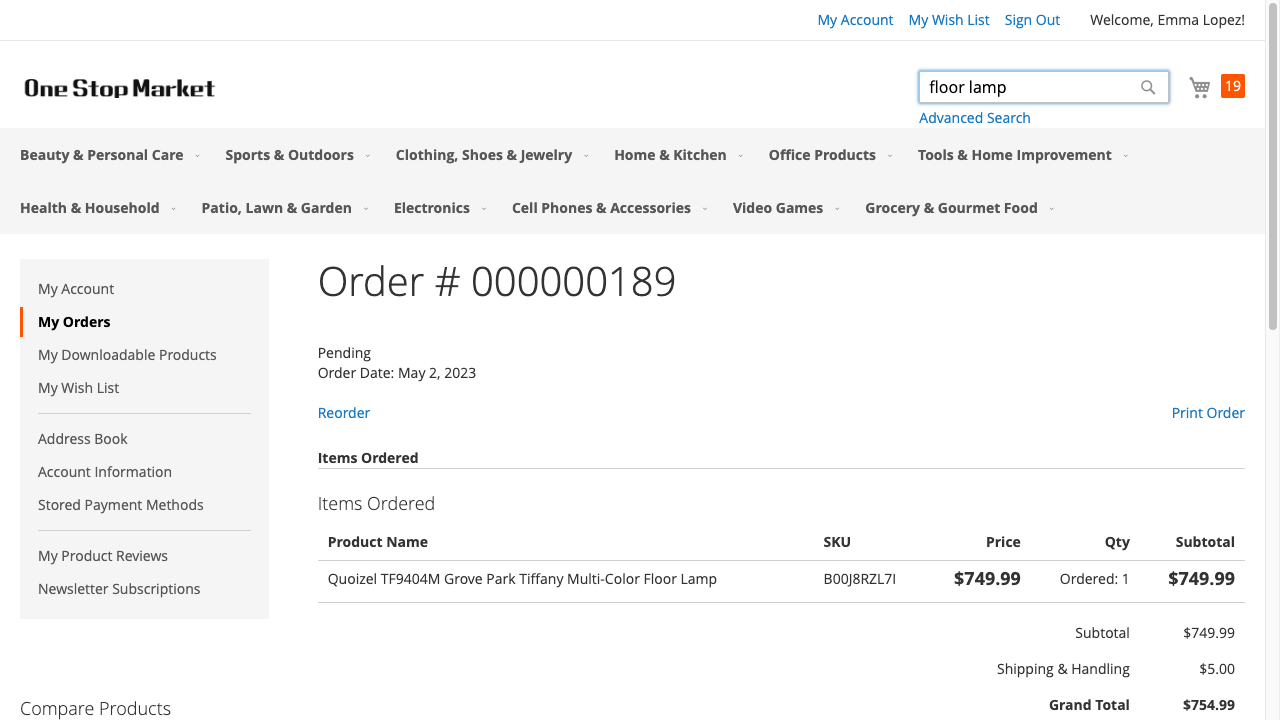 My Account My Wish List Sign Out Welcome, Emma Lopez!
One Stop Market
floor lamp
19
Advanced Search
Beauty & Personal Care Sports & Outdoors Clothing, Shoes & Jewelry Home & Kitchen Office Products Tools & Home Improvement
Health & Household Patio, Lawn & Garden Electronics Cell Phones & Accessories Video Games Grocery & Gourmet Food
My Account
My Orders
My Downloadable Products
My Wish List
Address Book
Account Information
Stored Payment Methods
My Product Reviews
Newsletter Subscriptions
Compare Products
Order # 000000189
Pending
Order Date: May 2, 2023
Reorder Print Order
Items Ordered
Items Ordered
Product Name SKU Price Qty Subtotal
Quoizel TF9404M Grove Park Tiffany Multi-Color Floor Lamp B00J8RZL7I $749.99 Ordered: 1 $749.99
Subtotal $749.99
Shipping & Handling $5.00
Grand Total $754.99